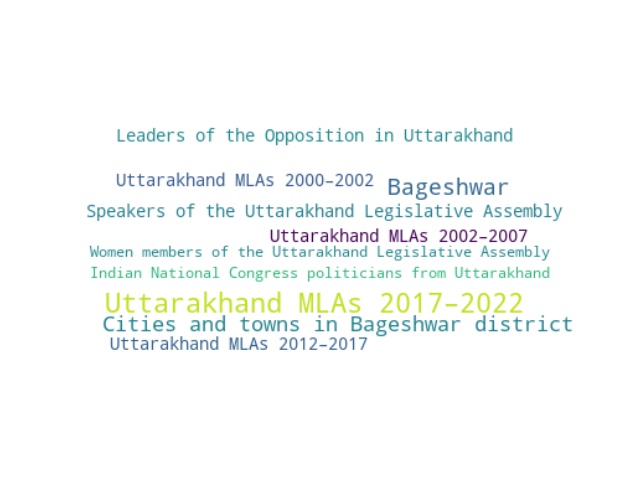 Leaders of the Opposition in Uttarakhand
Uttarakhand MLAs 2000–2002
Bageshwar
Speakers of the Uttarakhand Legislative Assembly
Uttarakhand MLAs 2002–2007
Women members of the Uttarakhand Legislative Assembly
Indian National Congress politicians from Uttarakhand
Uttarakhand MLAs 2017–2022
Cities and towns in Bageshwar district
Uttarakhand MLAs 2012–2017